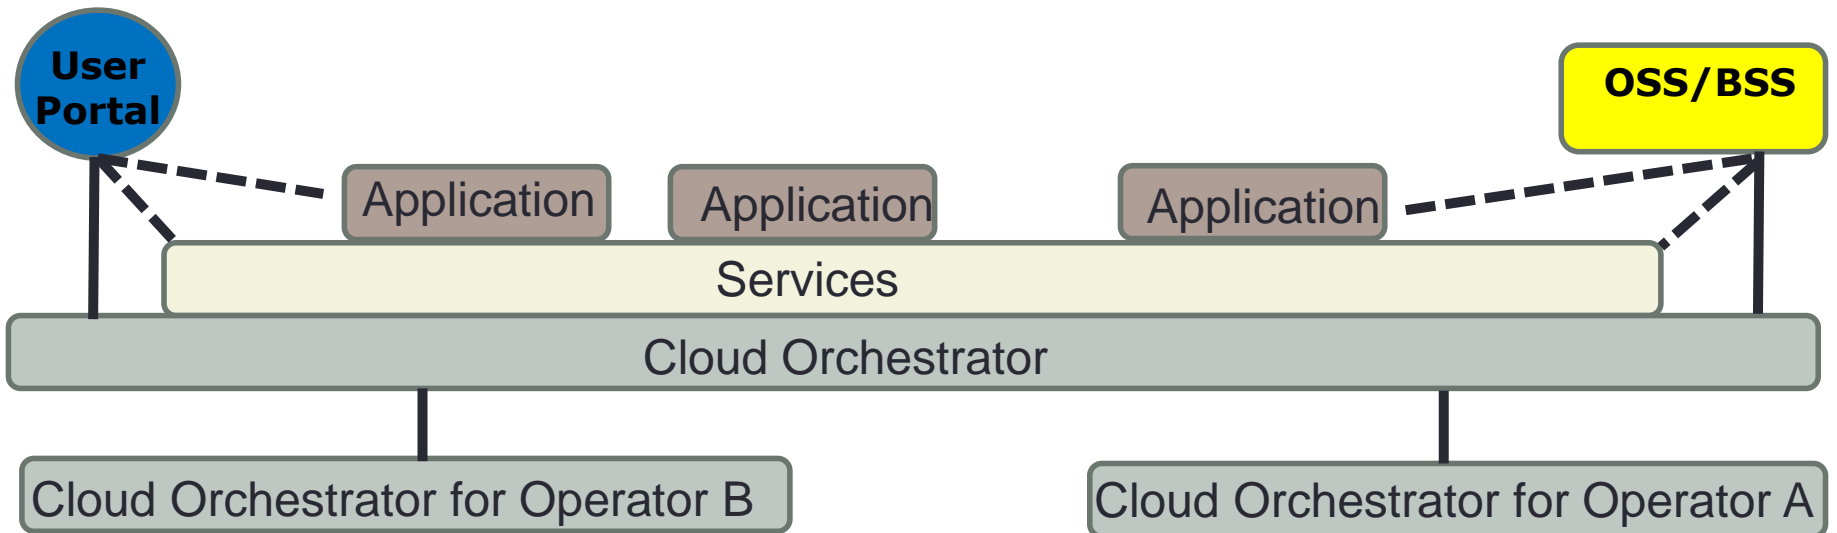 User
Portal
OSS/BSS
Application
Application
Application
Services
Cloud Orchestrator
Cloud Orchestrator for Operator B
Cloud Orchestrator for Operator A